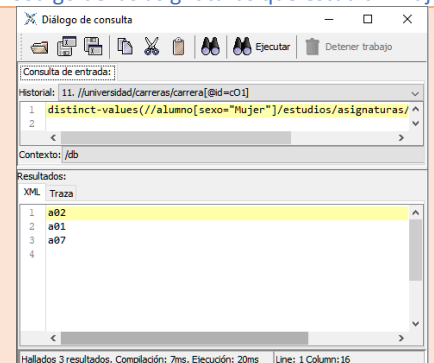 Diálogo de consulta
Ejecutar
Detener trabajo
Consulta de entrada:
Historial: 11. //universidad/carreras/carrera[@id=cO1]
1 distinct-values(//alumno[sexo="Mujer"]/estudios/asignaturas/
2
Contexto: /db
Resultados:
XML Traza
1 a02
2 a01
3 a07
4
Hallados 3 resultados. Compilación: 7ms, Ejecución: 20ms Line: 1 Column:16